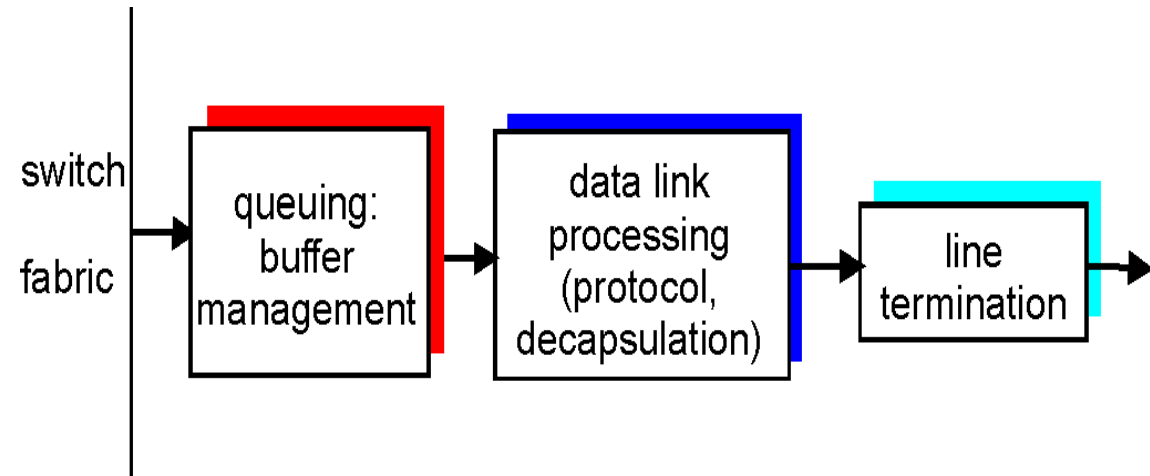 switch
fabric
queuing:
buffer
management
data link
processing
(protocol,
decapsulation)
line
termination